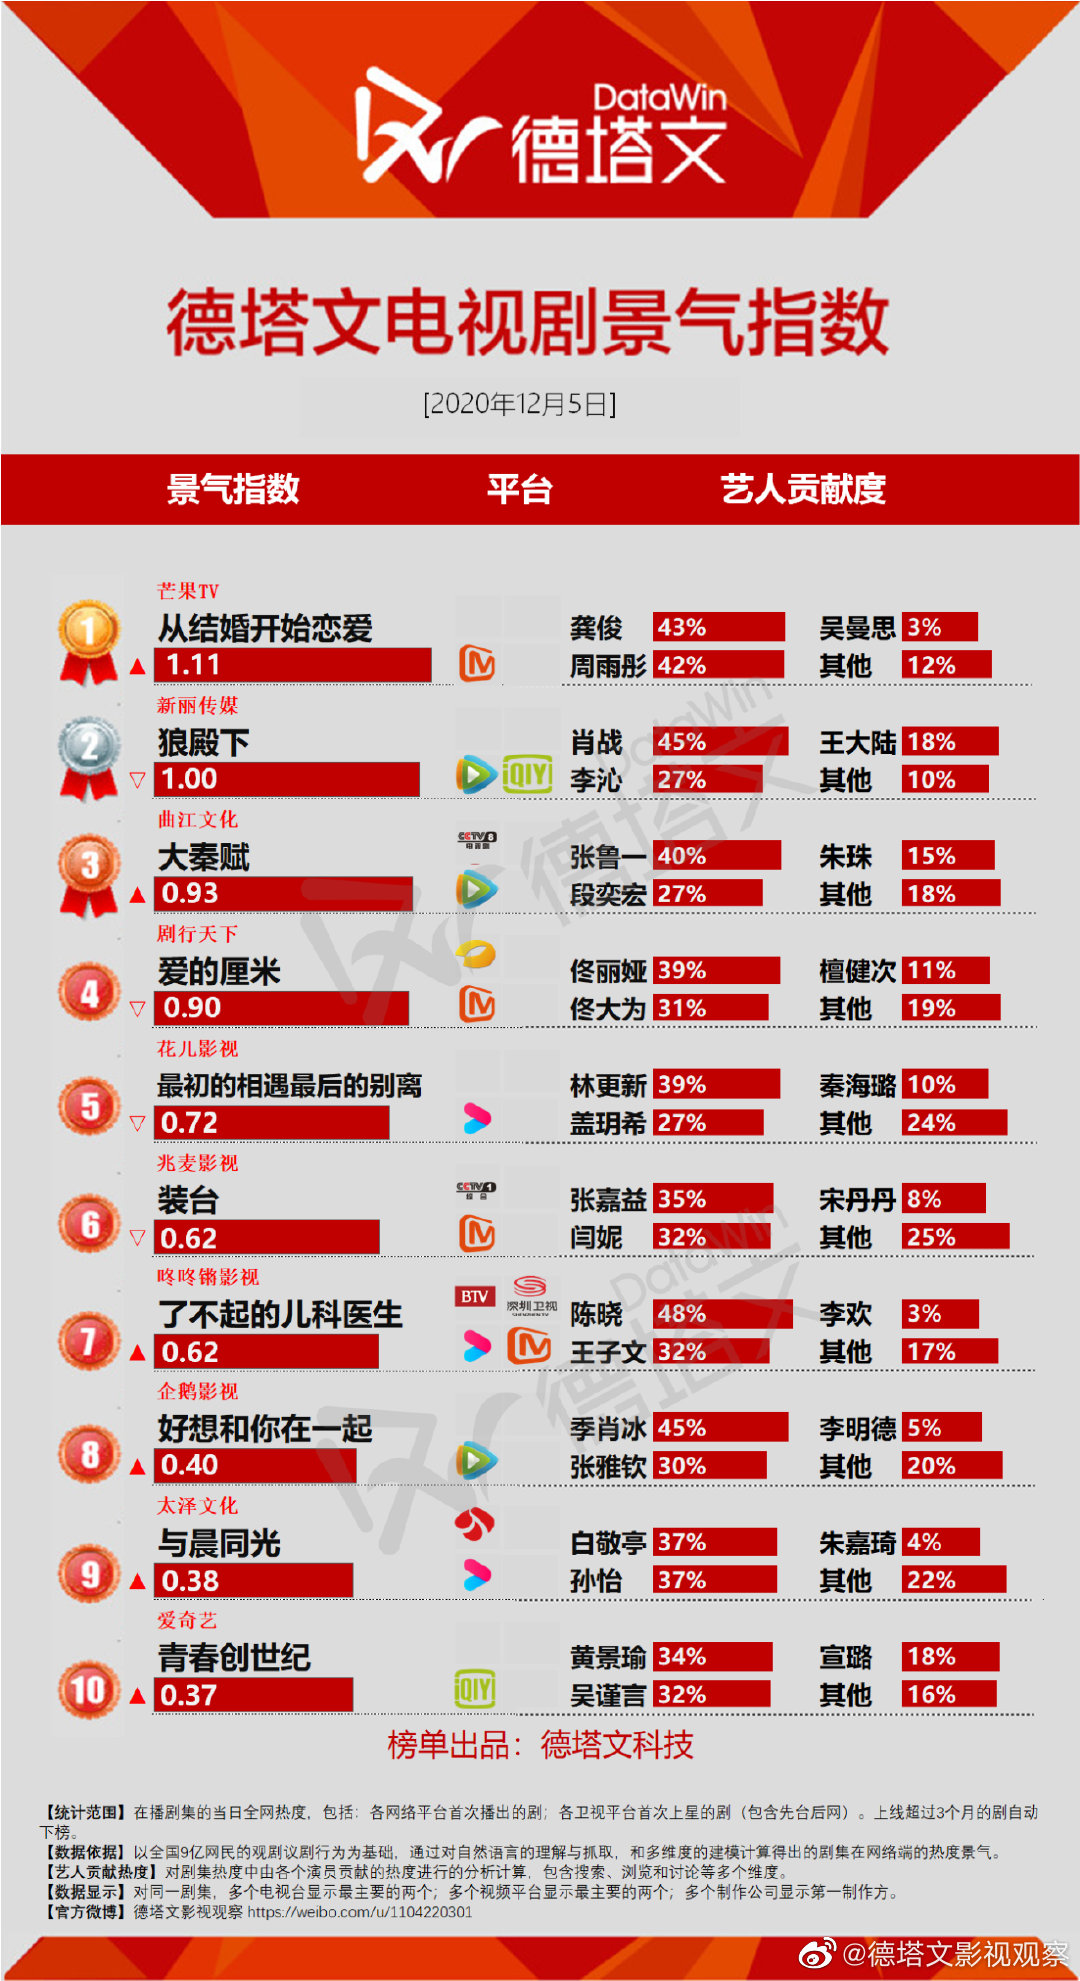 DataWin
德塔文
德塔文电视剧景气指数
[2020年12月5日]
景气指数 平台 艺人贡献度
芒果TV
1 从结婚开始恋爱 龚俊 43% 吴曼思 3%
▲ 1.11 周雨彤 42% 其他 12%
新丽传媒
2 狼殿下 肖战 45% 王大陆 18%
▽ 1.00 iQIYI 李沁 27% 其他 10%
曲江文化
3 大秦赋 CCTV 8 电视剧 张鲁一 40% 朱珠 15%
▲ 0.93 段奕宏 27% 其他 18%
剧行天下
4 爱的厘米 佟丽娅 39% 檀健次 11%
▽ 0.90 佟大为 31% 其他 19%
花儿影视
5 最初的相遇最后的别离 林更新 39% 秦海璐 10%
▽ 0.72 盖玥希 27% 其他 24%
兆麦影视
6 装台 CCTV 1 综合 张嘉益 35% 宋丹丹 8%
▽ 0.62 闫妮 32% 其他 25%
咚咚锵影视
7 了不起的儿科医生 BTV 深圳卫视 SHENZHEN TV 陈晓 48% 李欢 3%
▲ 0.62 王子文 32% 其他 17%
企鹅影视
8 好想和你在一起 季肖冰 45% 李明德 5%
▲ 0.40 张雅钦 30% 其他 20%
太泽文化
9 与晨同光 白敬亭 37% 朱嘉琦 4%
▲ 0.38 孙怡 37% 其他 22%
爱奇艺
10 青春创世纪 黄景瑜 34% 宣璐 18%
▲ 0.37 iQIYI 吴谨言 32% 其他 16%
榜单出品：德塔文科技
【统计范围】在播剧集的当日全网热度，包括：各网络平台首次播出的剧；各卫视平台首次上星的剧（包含先台后网）。上线超过3个月的剧自动
下榜。
【数据依据】以全国9亿网民的观剧议剧行为为基础，通过对自然语言的理解与抓取，和多维度的建模计算得出的剧集在网络端的热度景气。
【艺人贡献热度】对剧集热度中由各个演员贡献的热度进行的分析计算，包含搜索、浏览和讨论等多个维度。
【数据显示】对同一剧集，多个电视台显示最主要的两个；多个视频平台显示最主要的两个；多个制作公司显示第一制作方。
【官方微博】德塔文影视观察 https://weibo.com/u/1104220301
@德塔文影视观察
DataWin
德塔文
DataWin
德塔文